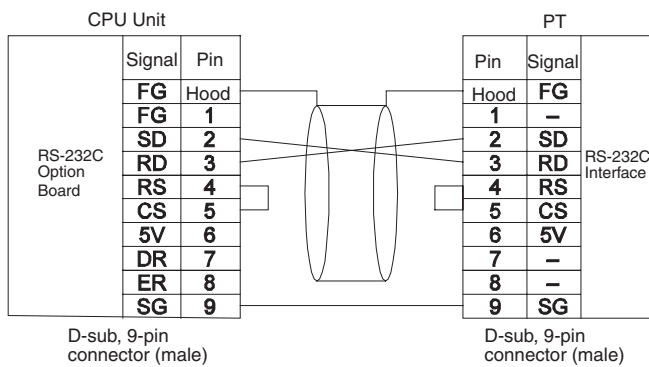 CPU Unit
PT
Signal Pin
Pin Signal
FG Hood
Hood FG
FG 1
1 –
SD 2
2 SD
RD 3
3 RD
RS 4
4 RS
CS 5
5 CS
5V 6
6 5V
DR 7
7 –
ER 8
8 –
SG 9
9 SG
RS-232C
Option
Board
RS-232C
Interface
D-sub, 9-pin
connector (male)
D-sub, 9-pin
connector (male)